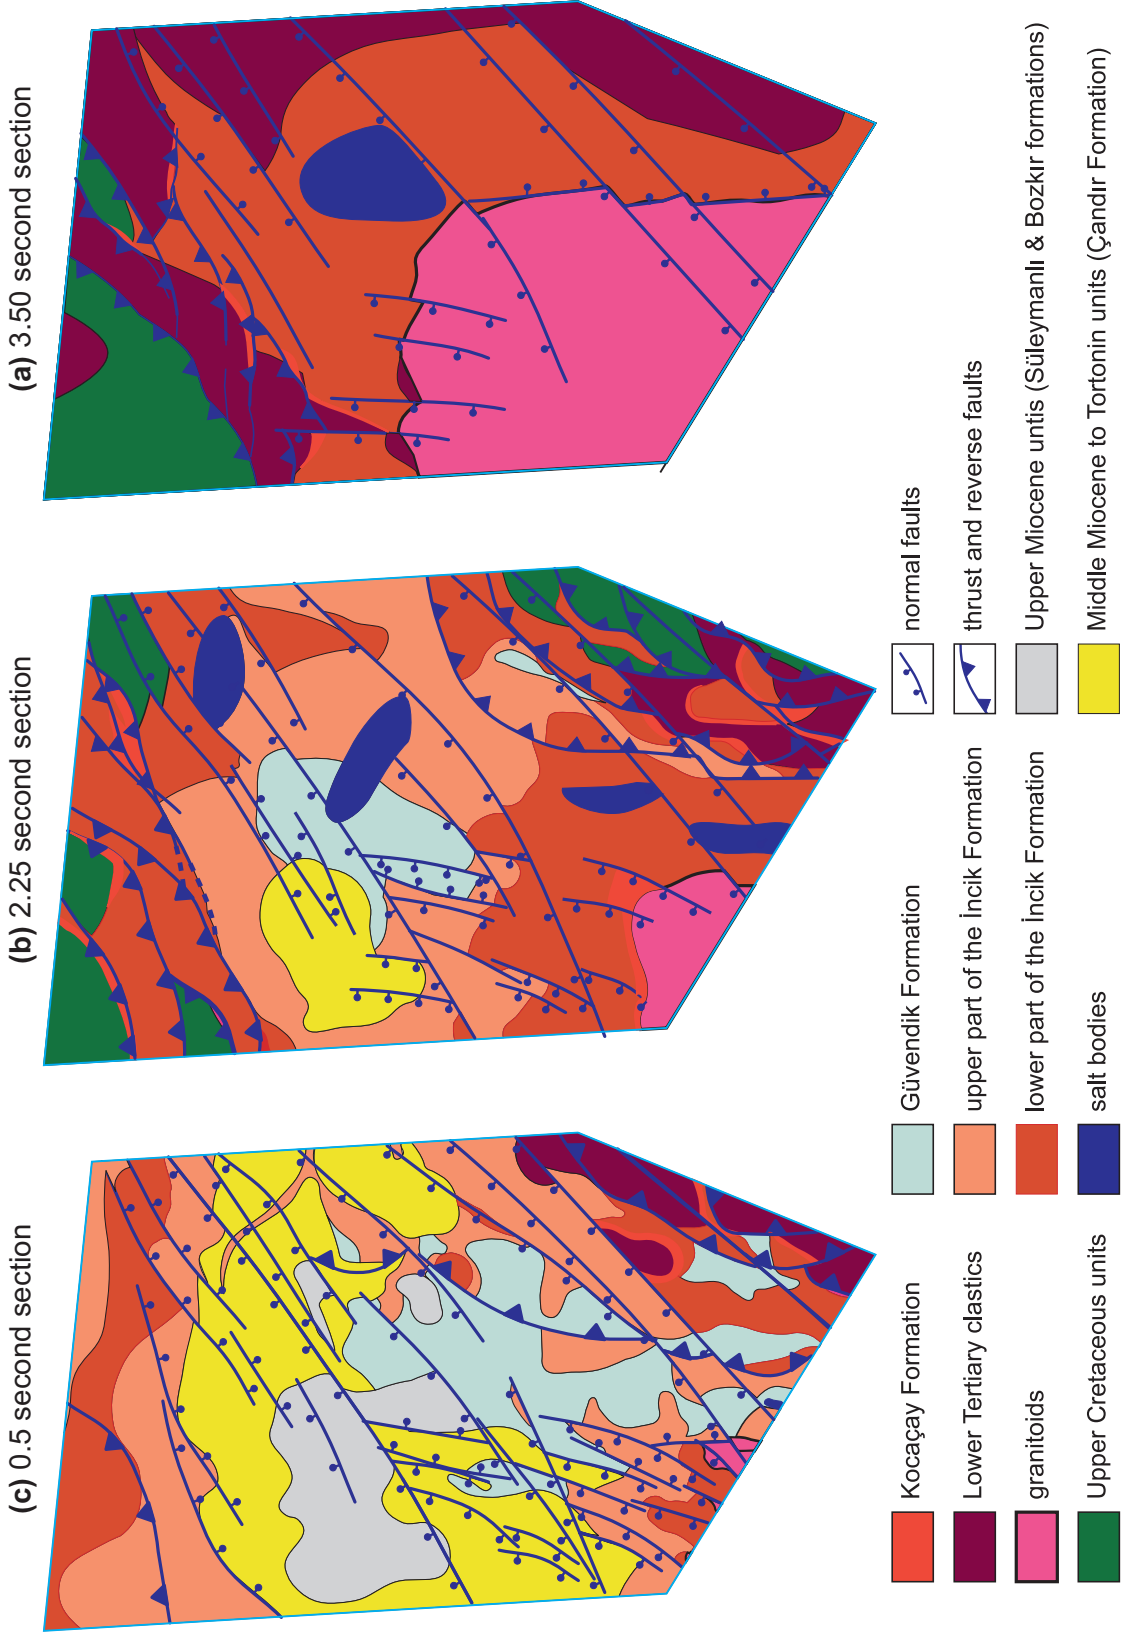 (c) 0.5 second section
(b) 2.25 second section
(a) 3.50 second section
Kocaçay Formation
Lower Tertiary clastics
granitoids
Upper Cretaceous units
Güvendik Formation
upper part of the İncik Formation
lower part of the İncik Formation
salt bodies
normal faults
thrust and reverse faults
Upper Miocene untis (Süleymanlı & Bozkır formations)
Middle Miocene to Tortonin units (Çandır Formation)